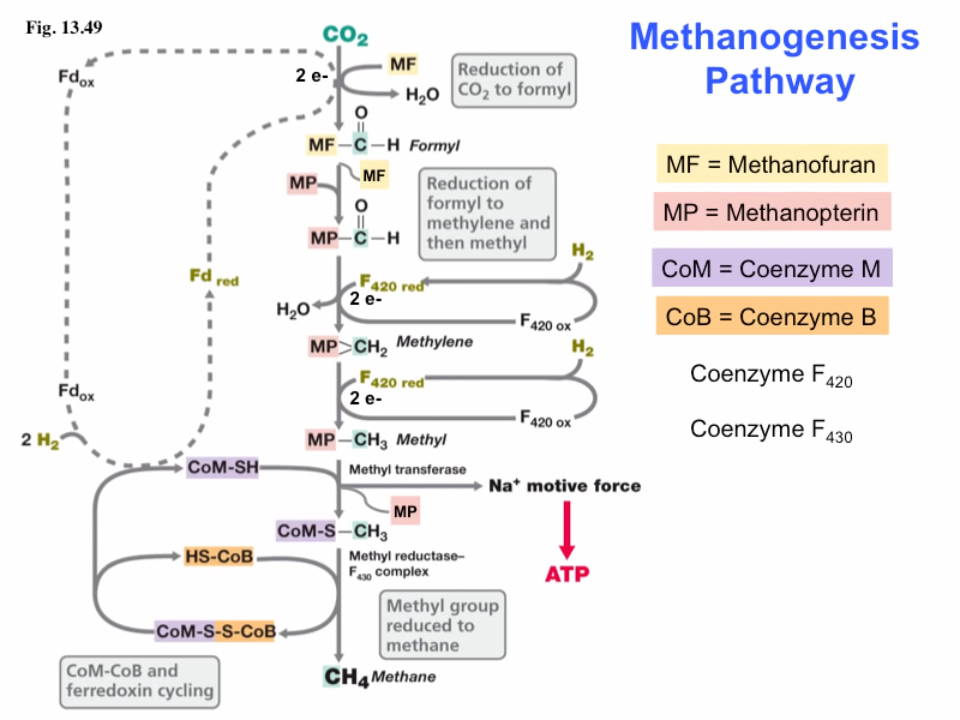 Fig. 13.49
Methanogenesis
Pathway
CO₂
Fdox
2 e-
MF
H₂O
Reduction of
CO₂ to formyl
O
MF–C–H Formyl
MP
MF
Reduction of
formyl to
methylene and
then methyl
O
MP–C–H
H₂
Fd red
F420 red
2 e-
H₂O
F420 ox
MP>CH₂ Methylene
H₂
F420 red
2 e-
Fdox
F420 ox
2 H₂
MP–CH₃ Methyl
CoM-SH
Methyl transferase
Na⁺ motive force
MP
CoM-S–CH₃
ATP
HS-CoB
Methyl reductase–
F430 complex
CoM-S-S-CoB
Methyl group
reduced to
methane
CoM-CoB and
ferredoxin cycling
CH₄ Methane
MF = Methanofuran
MP = Methanopterin
CoM = Coenzyme M
CoB = Coenzyme B
Coenzyme F420
Coenzyme F430